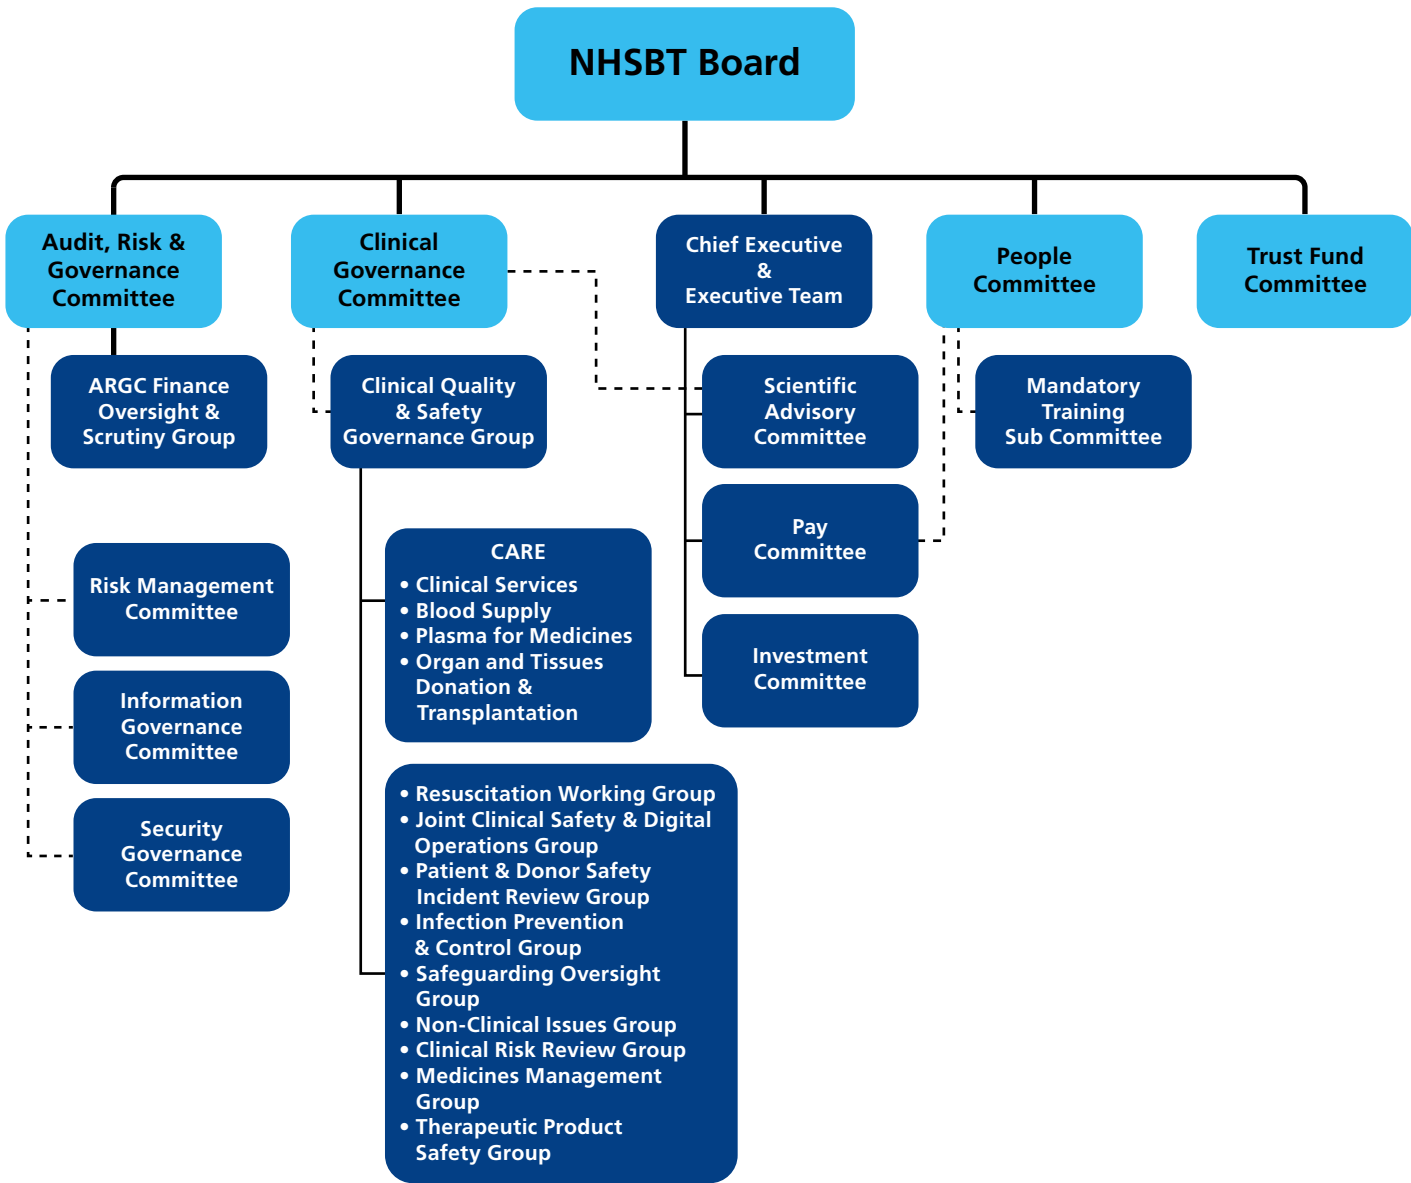 NHSBT Board
Audit, Risk &
Governance
Committee
Clinical
Governance
Committee
Chief Executive
&
Executive Team
People
Committee
Trust Fund
Committee
ARGC Finance
Oversight &
Scrutiny Group
Clinical Quality
& Safety
Governance Group
Scientific
Advisory
Committee
Mandatory
Training
Sub Committee
Pay
Committee
Investment
Committee
Risk Management
Committee
Information
Governance
Committee
Security
Governance
Committee
CARE
• Clinical Services
• Blood Supply
• Plasma for Medicines
• Organ and Tissues
Donation &
Transplantation
• Resuscitation Working Group
• Joint Clinical Safety & Digital
Operations Group
• Patient & Donor Safety
Incident Review Group
• Infection Prevention
& Control Group
• Safeguarding Oversight
Group
• Non-Clinical Issues Group
• Clinical Risk Review Group
• Medicines Management
Group
• Therapeutic Product
Safety Group